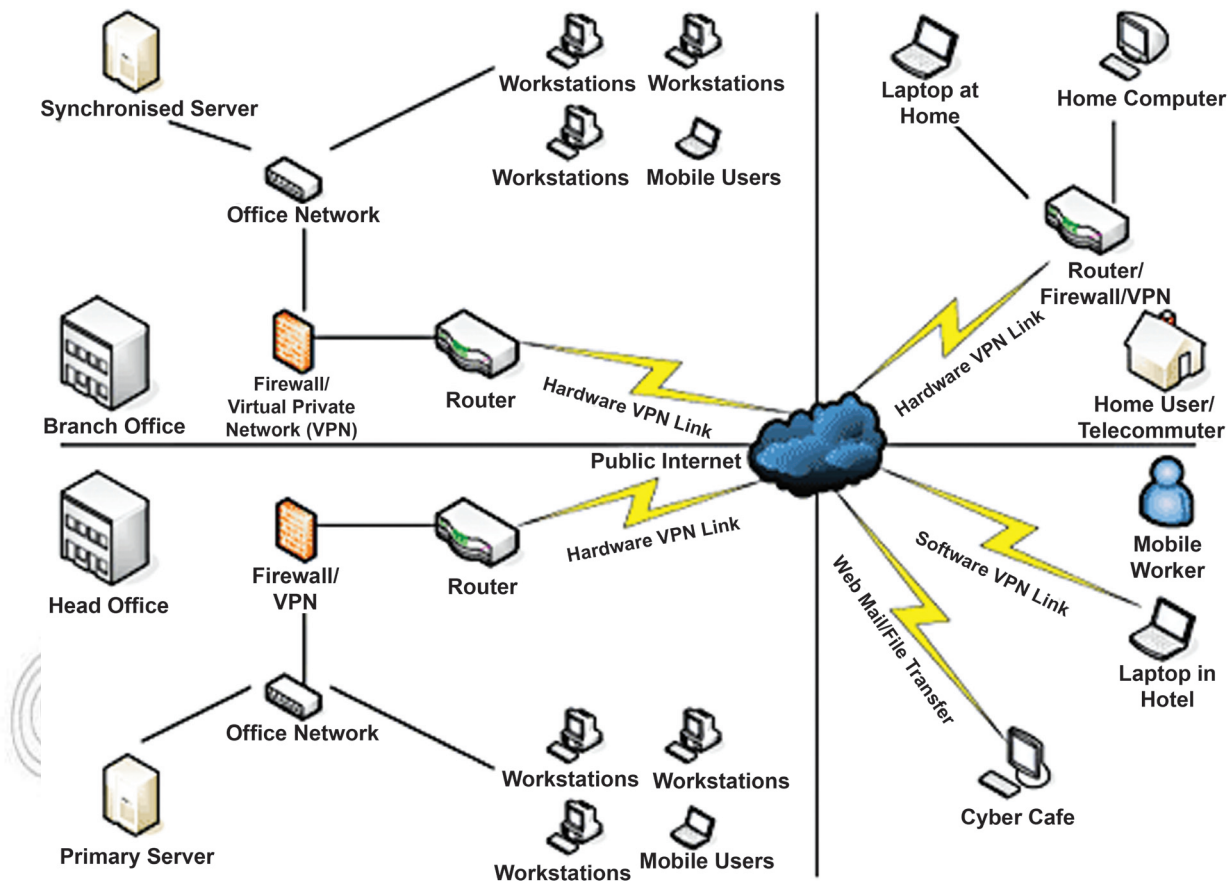 Synchronised Server
Workstations
Workstations
Workstations
Mobile Users
Office Network
Branch Office
Firewall/
Virtual Private
Network (VPN)
Router
Hardware VPN Link
Laptop at
Home
Home Computer
Router/
Firewall/VPN
Hardware VPN Link
Home User/
Telecommuter
Public Internet
Head Office
Firewall/
VPN
Router
Hardware VPN Link
Office Network
Primary Server
Workstations
Workstations
Workstations
Mobile Users
Mobile
Worker
Software VPN Link
Laptop in
Hotel
Web Mail/File Transfer
Cyber Cafe